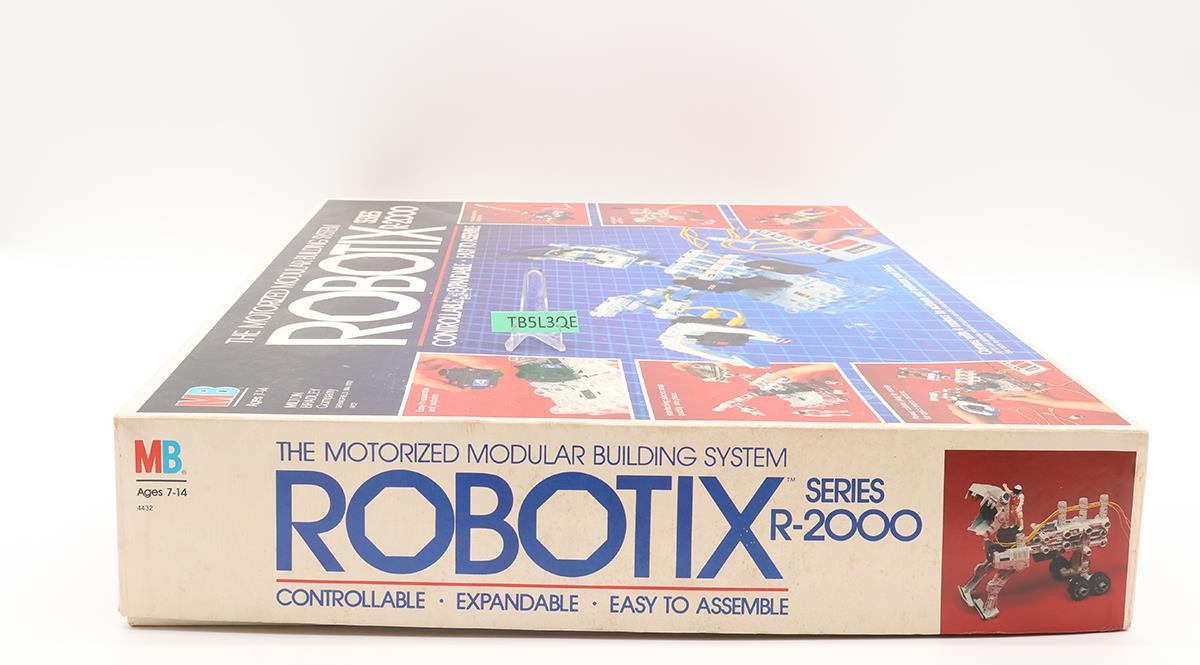 THE MOTORIZED MODULAR BUILDING SYSTEM
ROBOTIX
SERIES
R-2000
CONTROLLABLE · EXPANDABLE · EASY TO ASSEMBLE
MB
Ages 7-14
MILTON
BRADLEY
Company
TB5L3QE
MB
Ages 7-14
4432
THE MOTORIZED MODULAR BUILDING SYSTEM
ROBOTIX™
SERIES
R-2000
CONTROLLABLE · EXPANDABLE · EASY TO ASSEMBLE